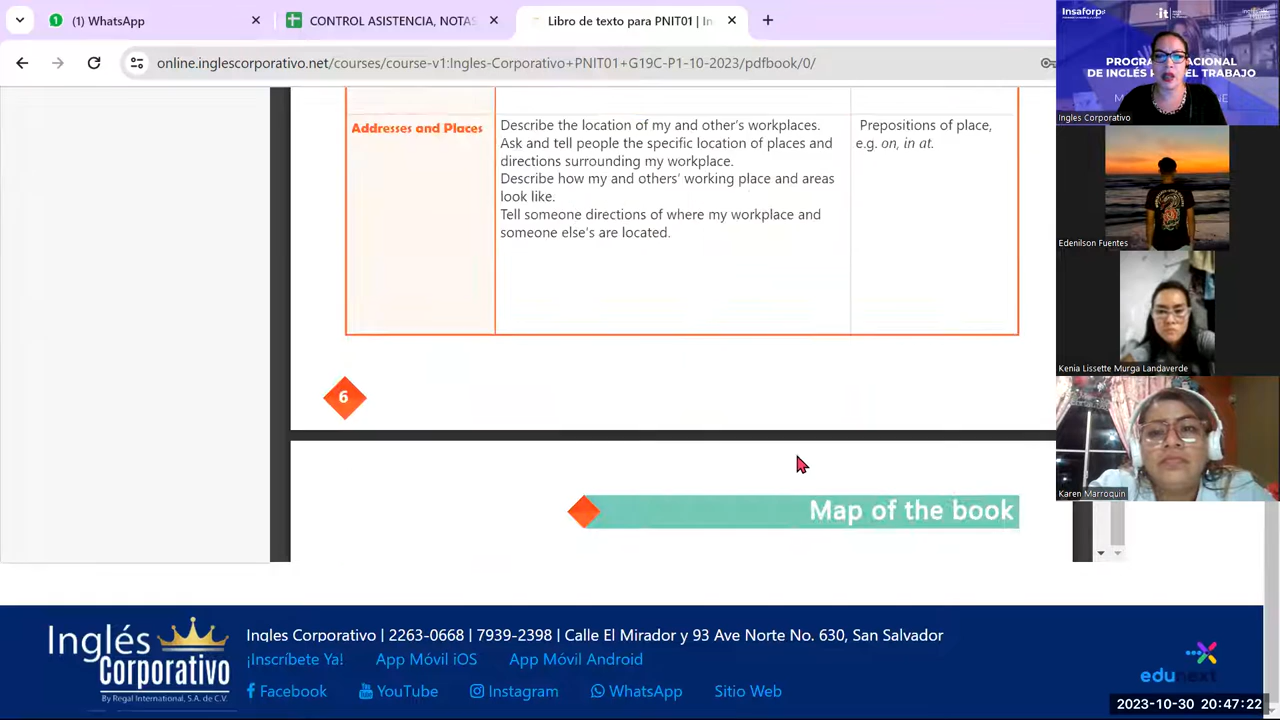 (1) WhatsApp
CONTROL ASISTENCIA, NOTAS
Libro de texto para PNIT01 | In
online.inglescorporativo.net/courses/course-v1:Ingles-Corporativo+PNIT01+G19C-P1-10-2023/pdfbook/0/
Addresses and Places
Describe the location of my and other's workplaces.
Ask and tell people the specific location of places and
directions surrounding my workplace.
Describe how my and others' working place and areas
look like.
Tell someone directions of where my workplace and
someone else's are located.
Prepositions of place,
e.g. on, in at.
6
Map of the book
Insaforp
Ingles Corporativo
Edenilson Fuentes
Kenia Lissette Murga Landaverde
Karen Marroquin
Inglés
Corporativo
By Regal International, S.A. de C.V.
Ingles Corporativo | 2263-0668 | 7939-2398 | Calle El Mirador y 93 Ave Norte No. 630, San Salvador
¡Inscríbete Ya! App Móvil iOS App Móvil Android
Facebook YouTube Instagram WhatsApp Sitio Web
edunext
2023-10-30 20:47:22